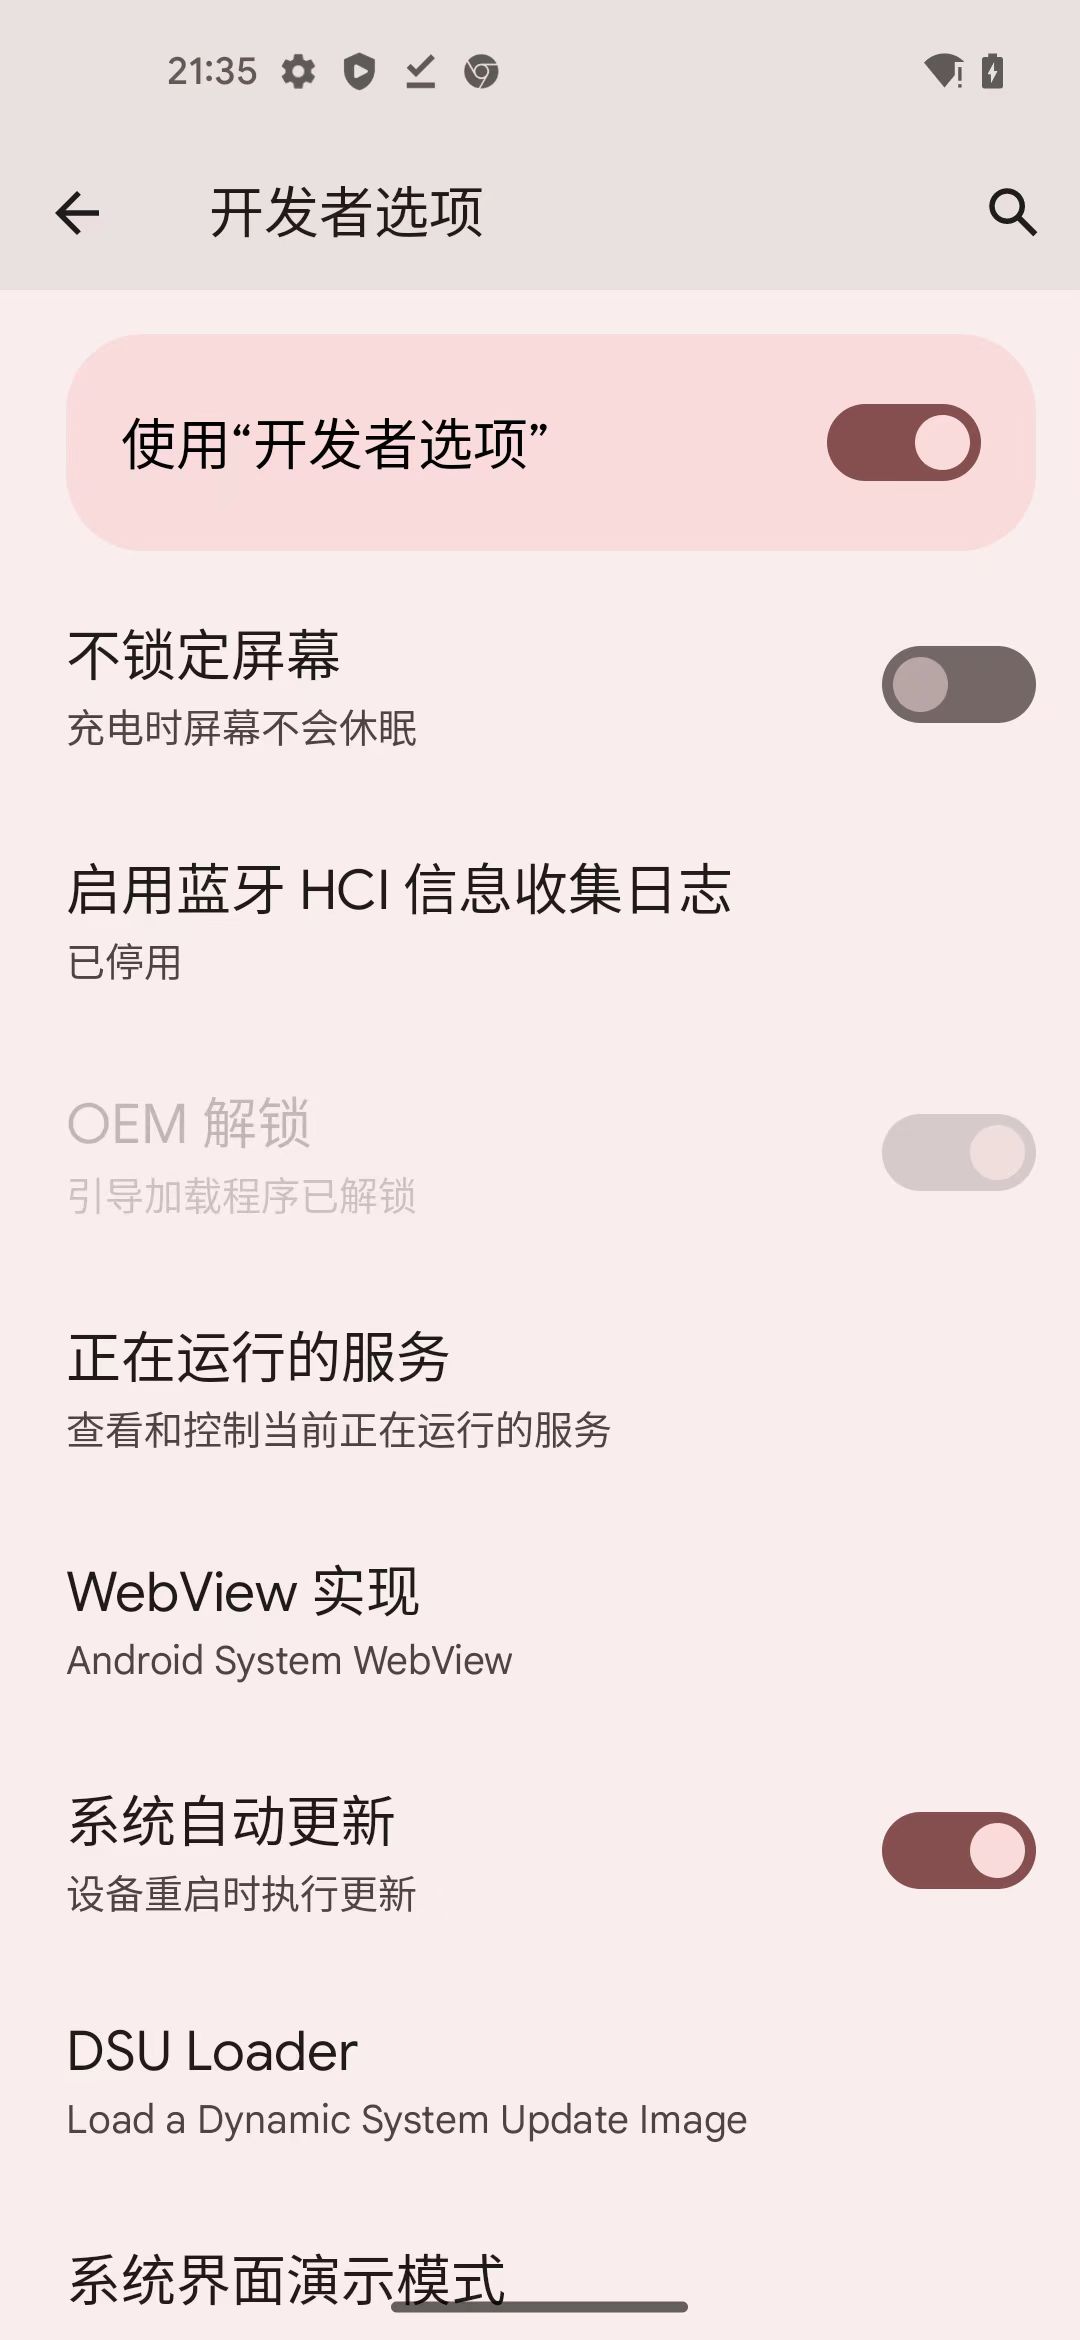 21:35
开发者选项
使用“开发者选项”
不锁定屏幕
充电时屏幕不会休眠
启用蓝牙 HCI 信息收集日志
已停用
OEM 解锁
引导加载程序已解锁
正在运行的服务
查看和控制当前正在运行的服务
WebView 实现
Android System WebView
系统自动更新
设备重启时执行更新
DSU Loader
Load a Dynamic System Update Image
系统界面演示模式